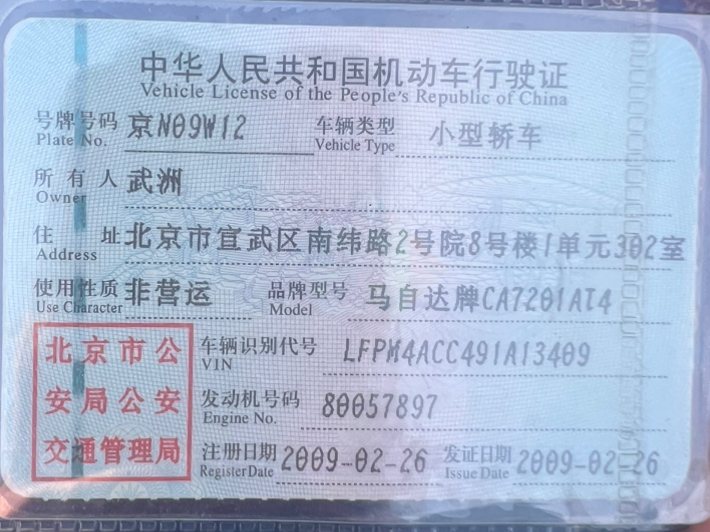 中华人民共和国机动车行驶证
Vehicle License of the People's Republic of China
号牌号码 京N09W12 车辆类型 小型轿车
Plate No. Vehicle Type
所有人 武洲
Owner
住址 北京市宣武区南纬路2号院8号楼1单元302室
Address
使用性质 非营运 品牌型号 马自达牌CA7201AT4
Use Character Model
北京市公安局公安交通管理局
车辆识别代号 LFPM4ACC491A13409
VIN
发动机号码 80057897
Engine No.
注册日期 2009-02-26 发证日期 2009-02-26
Register Date Issue Date